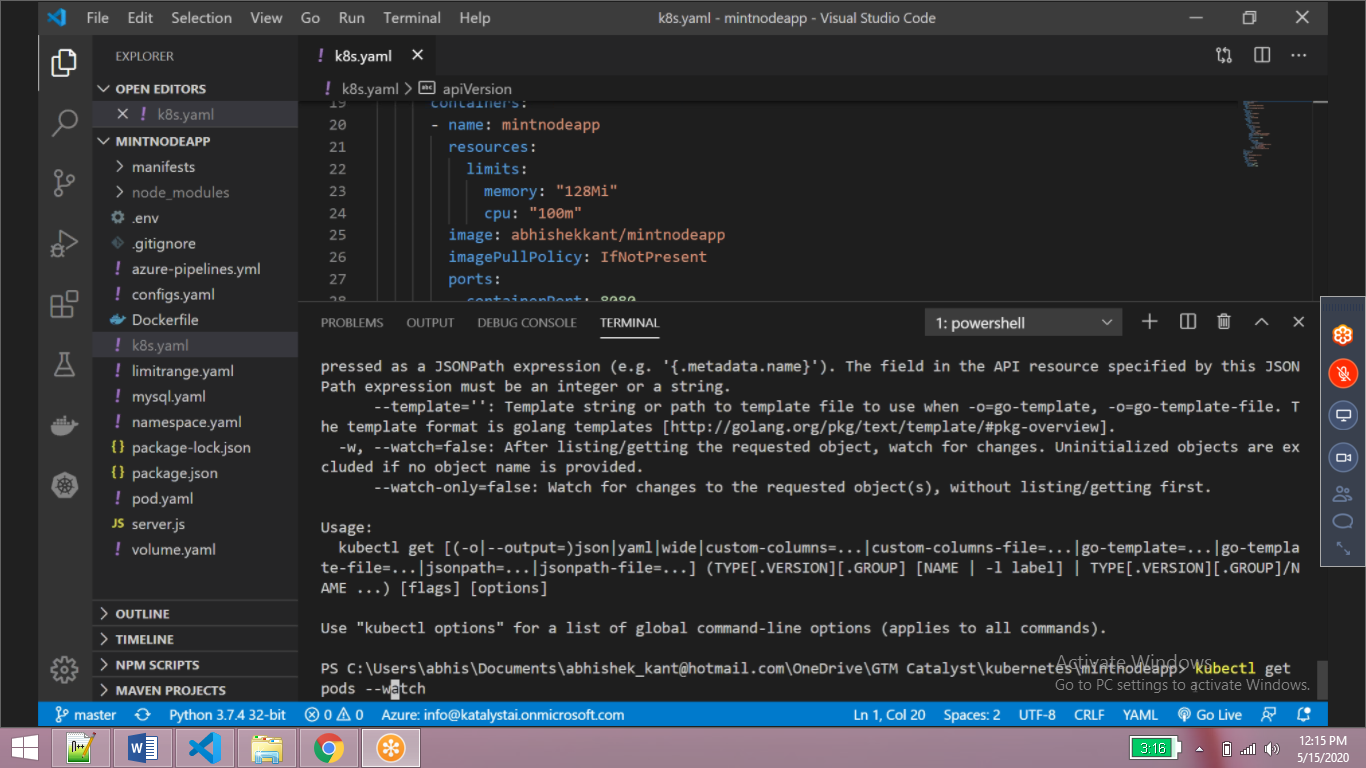 File Edit Selection View Go Run Terminal Help k8s.yaml - mintnodeapp - Visual Studio Code
EXPLORER
OPEN EDITORS
k8s.yaml
MINTNODEAPP
manifests
node_modules
.env
.gitignore
azure-pipelines.yml
configs.yaml
Dockerfile
k8s.yaml
limitrange.yaml
mysql.yaml
namespace.yaml
package-lock.json
package.json
pod.yaml
JS server.js
volume.yaml
OUTLINE
TIMELINE
NPM SCRIPTS
MAVEN PROJECTS
! k8s.yaml
! k8s.yaml > abc apiVersion
19 containers:
20 - name: mintnodeapp
21 resources:
22 limits:
23 memory: "128Mi"
24 cpu: "100m"
25 image: abhishekkant/mintnodeapp
26 imagePullPolicy: IfNotPresent
27 ports:
28 - containerPort: 8080
PROBLEMS OUTPUT DEBUG CONSOLE TERMINAL 1: powershell
pressed as a JSONPath expression (e.g. '{.metadata.name}'). The field in the API resource specified by this JSON
Path expression must be an integer or a string.
--template='': Template string or path to template file to use when -o=go-template, -o=go-template-file. T
he template format is golang templates [http://golang.org/pkg/text/template/#pkg-overview].
-w, --watch=false: After listing/getting the requested object, watch for changes. Uninitialized objects are ex
cluded if no object name is provided.
--watch-only=false: Watch for changes to the requested object(s), without listing/getting first.
Usage:
kubectl get [(-o|--output=)json|yaml|wide|custom-columns=...|custom-columns-file=...|go-template=...|go-templa
te-file=...|jsonpath=...|jsonpath-file=...] (TYPE[.VERSION][.GROUP] [NAME | -l label] | TYPE[.VERSION][.GROUP]/N
AME ...) [flags] [options]
Use "kubectl options" for a list of global command-line options (applies to all commands).
PS C:\Users\abhis\Documents\abhishek_kant@hotmail.com\OneDrive\GTM Catalyst\kubernetes\mintnodeapp> kubectl get
pods --watch
Activate Windows
Go to PC settings to activate Windows.
master Python 3.7.4 32-bit 0 0 Azure: info@katalystai.onmicrosoft.com Ln 1, Col 20 Spaces: 2 UTF-8 CRLF YAML Go Live
3:16
12:15 PM
5/15/2020